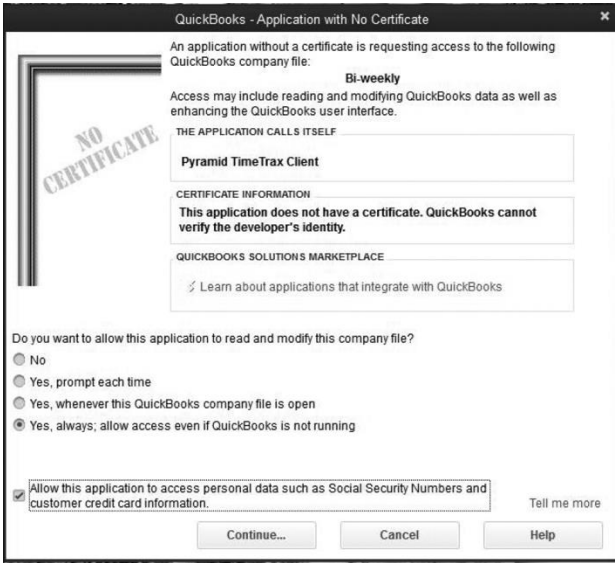 QuickBooks - Application with No Certificate
An application without a certificate is requesting access to the following
QuickBooks company file:
Bi-weekly
Access may include reading and modifying QuickBooks data as well as
enhancing the QuickBooks user interface.
NO
CERTIFICATE
THE APPLICATION CALLS ITSELF
Pyramid TimeTrax Client
CERTIFICATE INFORMATION
This application does not have a certificate. QuickBooks cannot
verify the developer's identity.
QUICKBOOKS SOLUTIONS MARKETPLACE
Learn about applications that integrate with QuickBooks
Do you want to allow this application to read and modify this company file?
No
Yes, prompt each time
Yes, whenever this QuickBooks company file is open
Yes, always; allow access even if QuickBooks is not running
Allow this application to access personal data such as Social Security Numbers and
customer credit card information.
Tell me more
Continue... Cancel Help